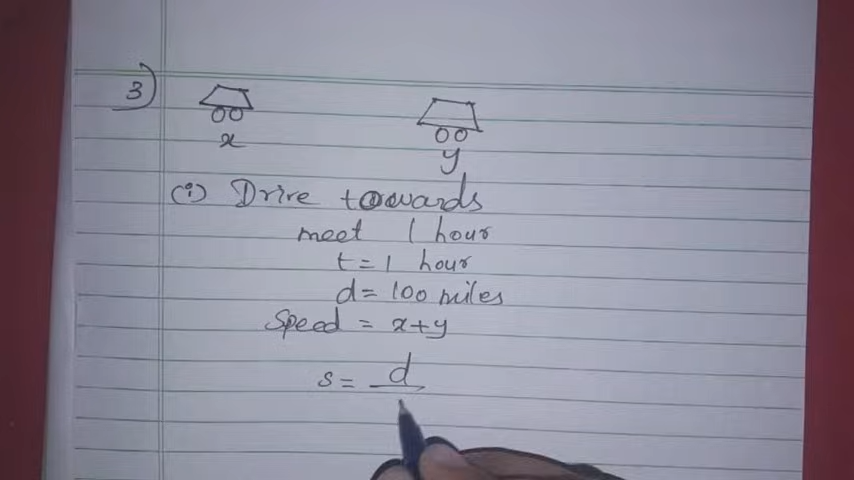 3)
x y
(i) Drive towards
meet 1 hour
t = 1 hour
d = 100 miles
Speed = x+y
s = d